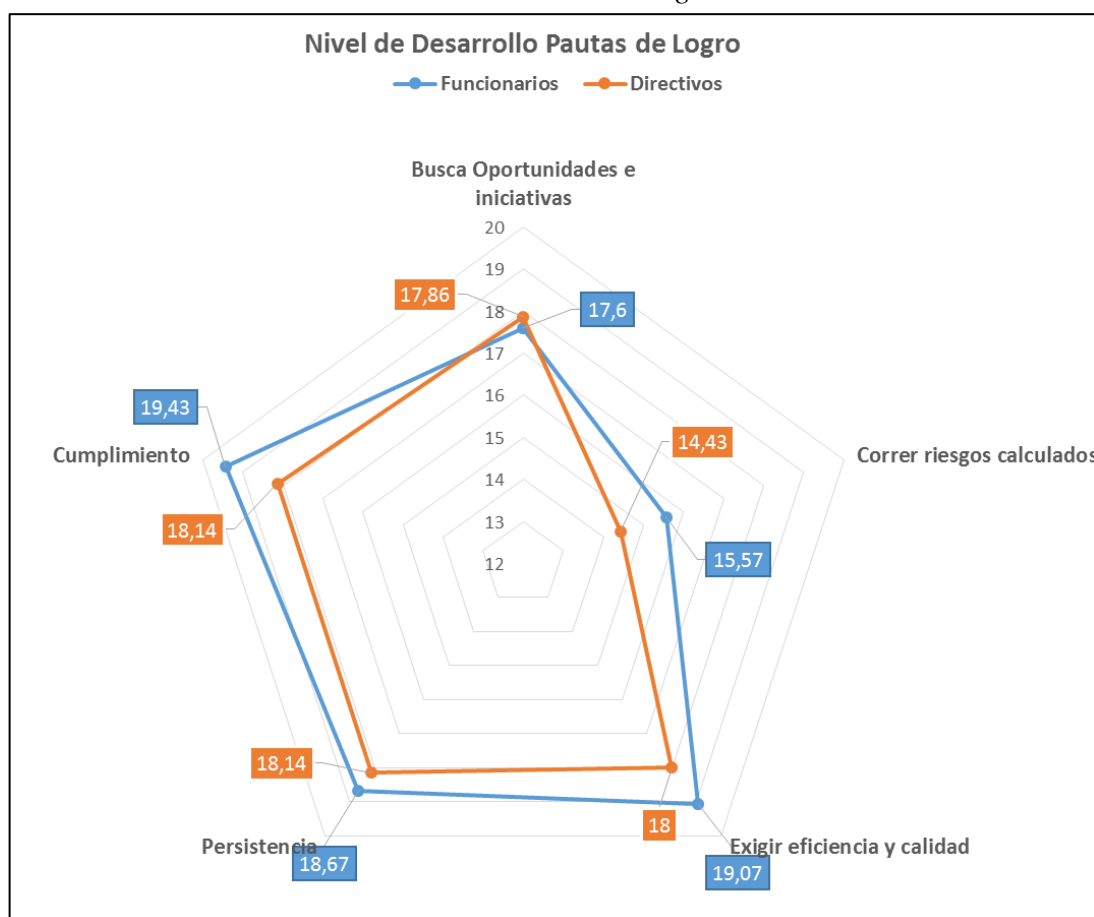 Nivel de Desarrollo Pautas de Logro
Funcionarios Directivos
Busca Oportunidades e
iniciativas
20
19
18
17
16
15
14
13
12
17,86
17,6
19,43
Cumplimiento
18,14
14,43
Correr riesgos calculados
15,57
18,14
Persistencia
18,67
18
Exigir eficiencia y calidad
19,07